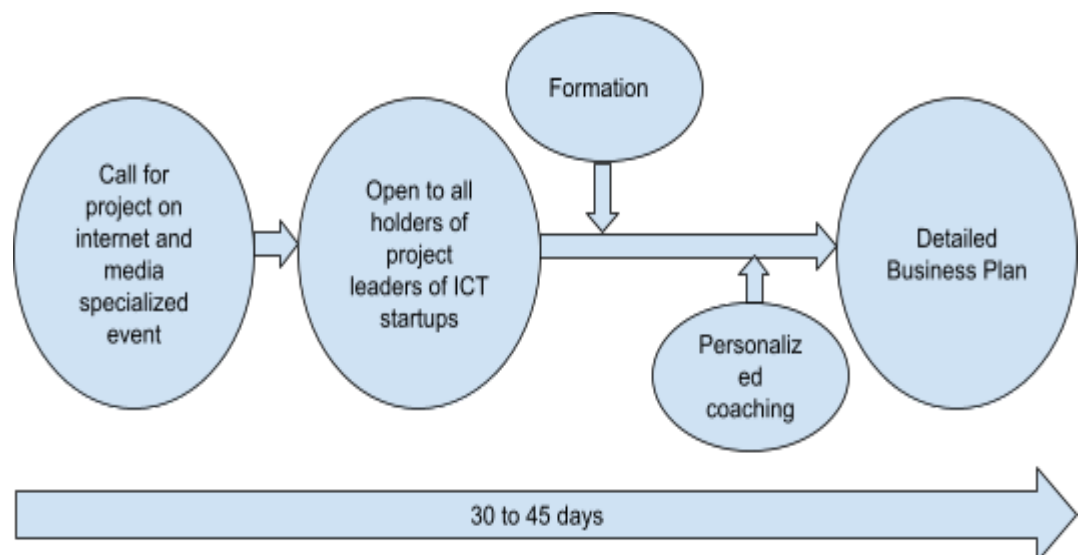 Call for
project on
internet and
media
specialized
event
Open to all
holders of
project
leaders of ICT
startups
Formation
Personaliz
ed
coaching
Detailed
Business Plan
30 to 45 days